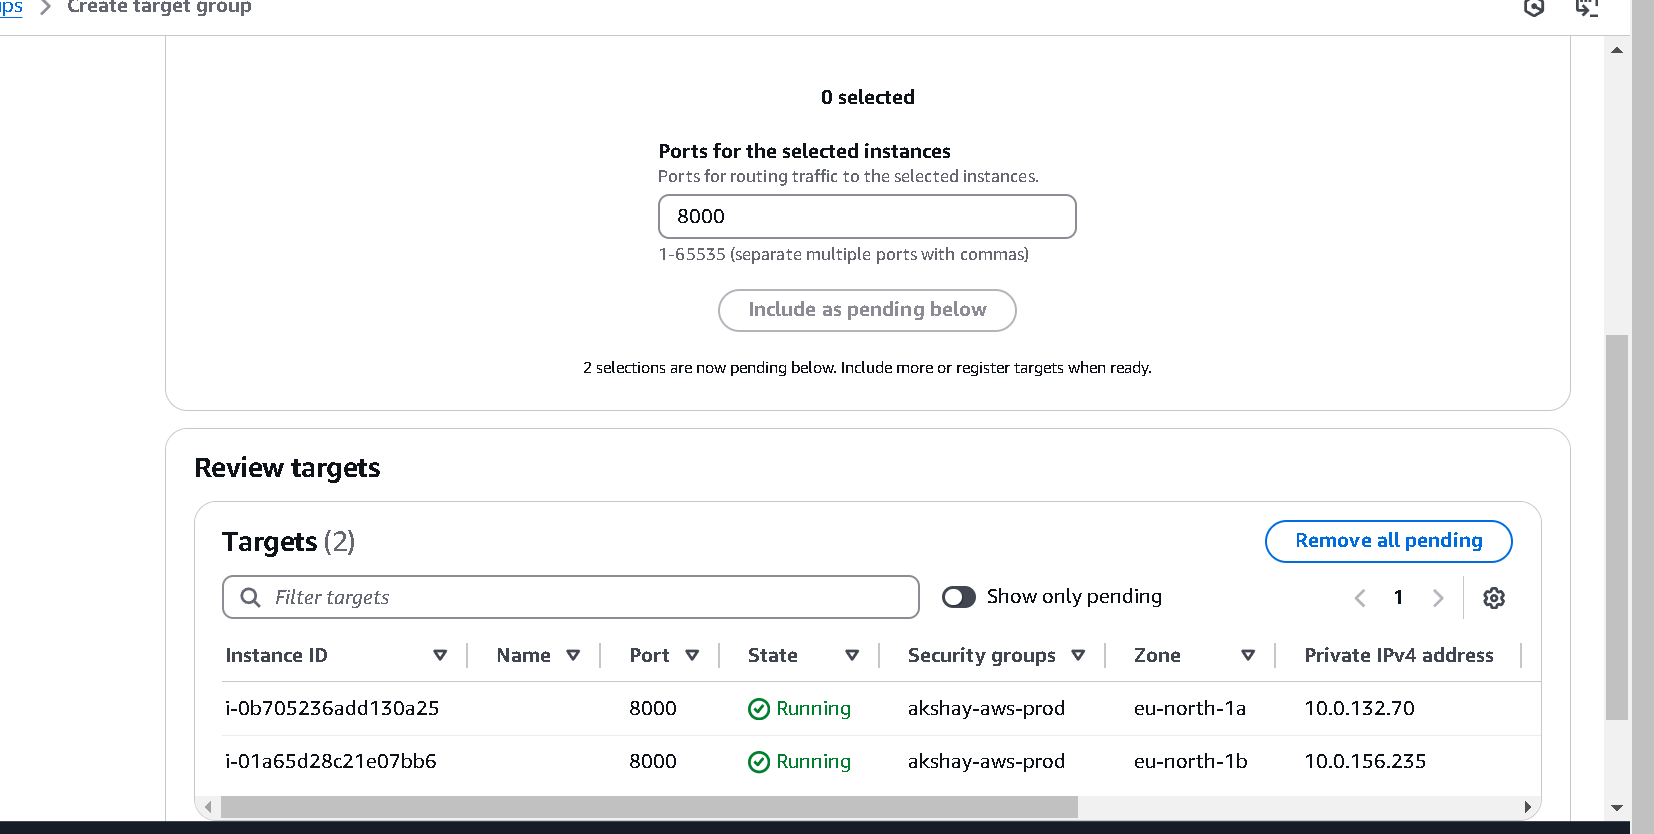 Create target group
0 selected
Ports for the selected instances
Ports for routing traffic to the selected instances.
8000
1-65535 (separate multiple ports with commas)
Include as pending below
2 selections are now pending below. Include more or register targets when ready.
Review targets
Targets (2)
Remove all pending
Filter targets
Show only pending
1
Instance ID Name Port State Security groups Zone Private IPv4 address
i-0b705236add130a25 8000 Running akshay-aws-prod eu-north-1a 10.0.132.70
i-01a65d28c21e07bb6 8000 Running akshay-aws-prod eu-north-1b 10.0.156.235